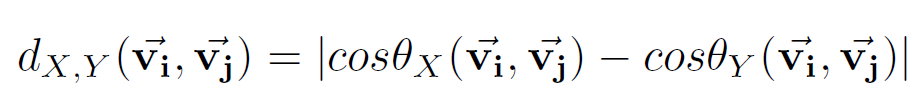 d_{X,Y}(\vec{v_i}, \vec{v_j}) = |cosθ_X(\vec{v_i}, \vec{v_j}) − cosθ_Y(\vec{v_i}, \vec{v_j})|